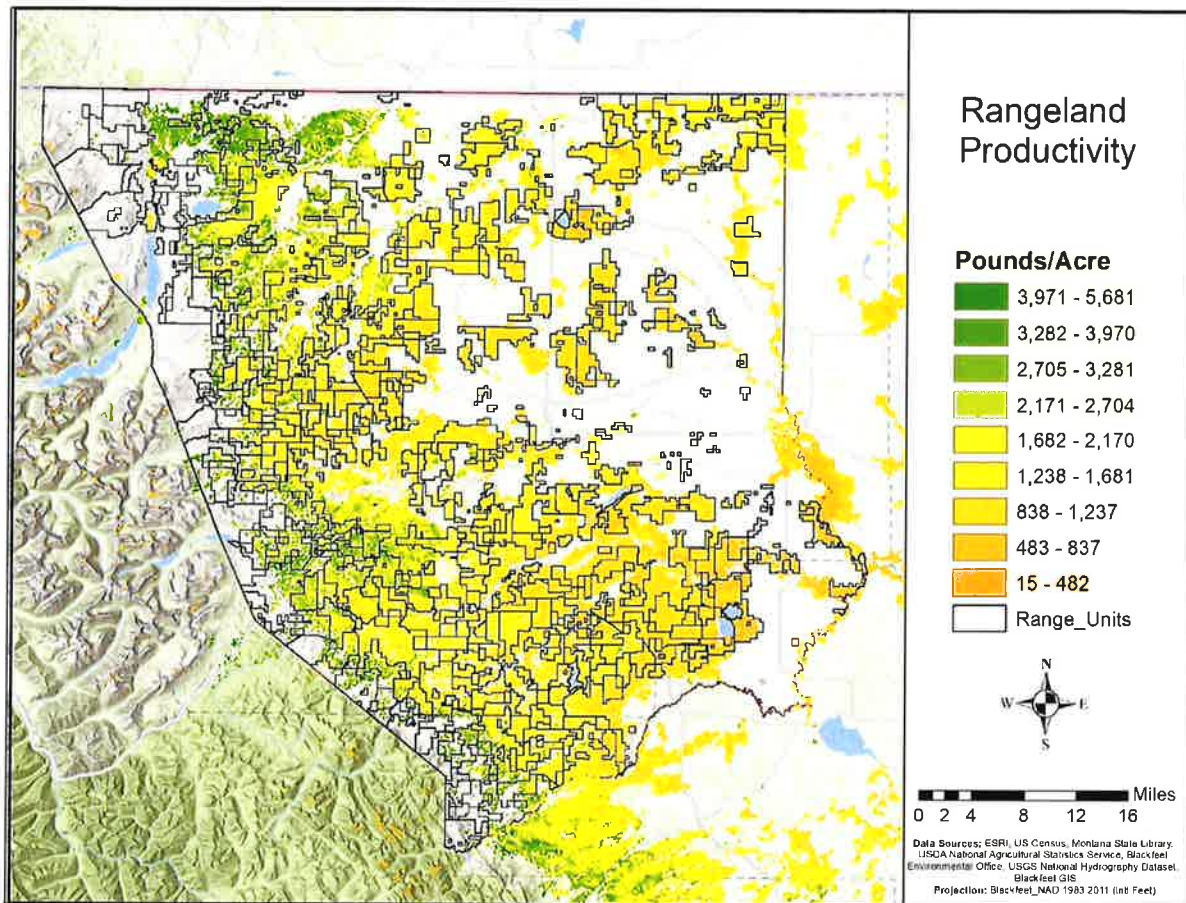 Rangeland
Productivity
Pounds/Acre
3,971 - 5,681
3,282 - 3,970
2,705 - 3,281
2,171 - 2,704
1,682 - 2,170
1,238 - 1,681
838 - 1,237
483 - 837
15 - 482
Range_Units
N
W E
S
Miles
0 2 4 8 12 16
Data Sources: ESRI, US Census, Montana State Library,
USDA National Agricultural Statistics Service, Blackfeet
Environmental Office, USGS National Hydrography Dataset,
Blackfeet GIS
Projection: Blackfeet_NAD 1983 2011 (Intl Feet)